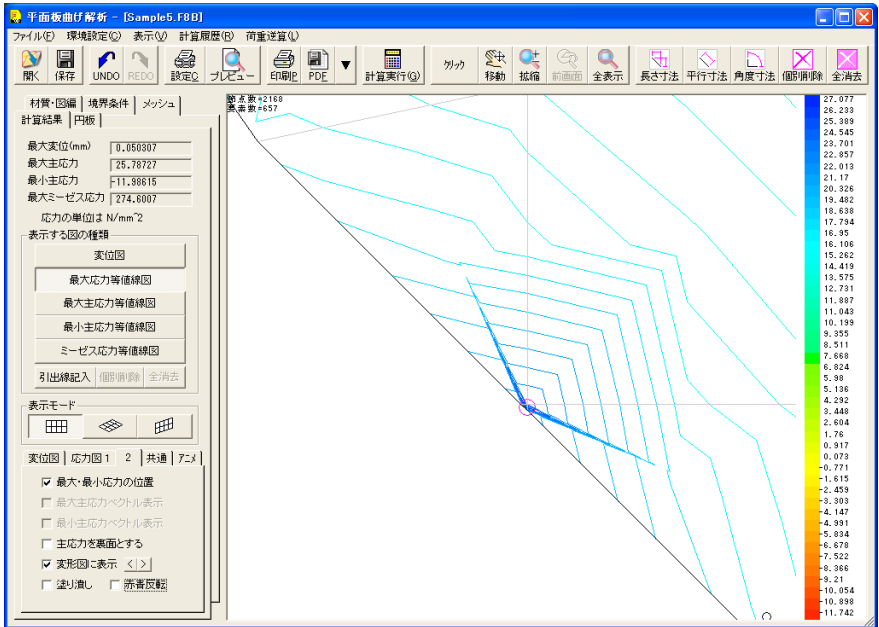 平面板曲げ解析 - [Sample5.F8B]
ファイル(F) 環境設定(C) 表示(V) 計算履歴(R) 荷重逆算(L)
開く 保存 UNDO REDO 設定C プレビュー 印刷P PDF ▼ 計算実行(G) クリック 移動 拡縮 前画面 全表示 長さ寸法 平行寸法 角度寸法 個別削除 全消去
材質・図編 境界条件 メッシュ
計算結果 円板
最大変位(mm) 0.050307
最大主応力 25.78727
最小主応力 -11.98615
最大ミーゼス応力 274.6007
応力の単位は N/mm^2
表示する図の種類
変位図
最大応力等値線図
最大主応力等値線図
最小主応力等値線図
ミーゼス応力等値線図
引出線記入 個別削除 全消去
表示モード
変位図 応力図1 2 共通 アニメ
最大・最小応力の位置
最大主応力ベクトル表示
最小主応力ベクトル表示
主応力を裏面とする
変形図に表示 < >
塗り潰し 赤青反転
節点数=2168
要素数=657
27.077
26.233
25.389
24.545
23.701
22.857
22.013
21.17
20.326
19.482
18.638
17.794
16.95
16.106
15.262
14.419
13.575
12.731
11.887
11.043
10.199
9.355
8.511
7.668
6.824
5.98
5.136
4.292
3.448
2.604
1.76
0.917
0.073
-0.771
-1.615
-2.459
-3.303
-4.147
-4.991
-5.834
-6.678
-7.522
-8.366
-9.21
-10.054
-10.898
-11.742